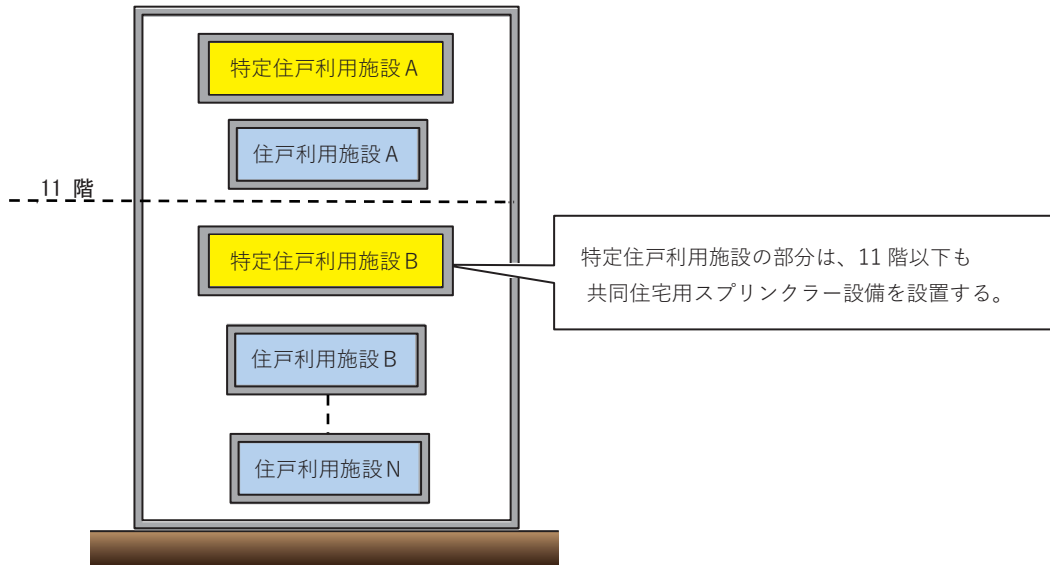 特定住戸利用施設A
住戸利用施設A
11 階
特定住戸利用施設B
特定住戸利用施設の部分は、11 階以下も
共同住宅用スプリンクラー設備を設置する。
住戸利用施設B
住戸利用施設N